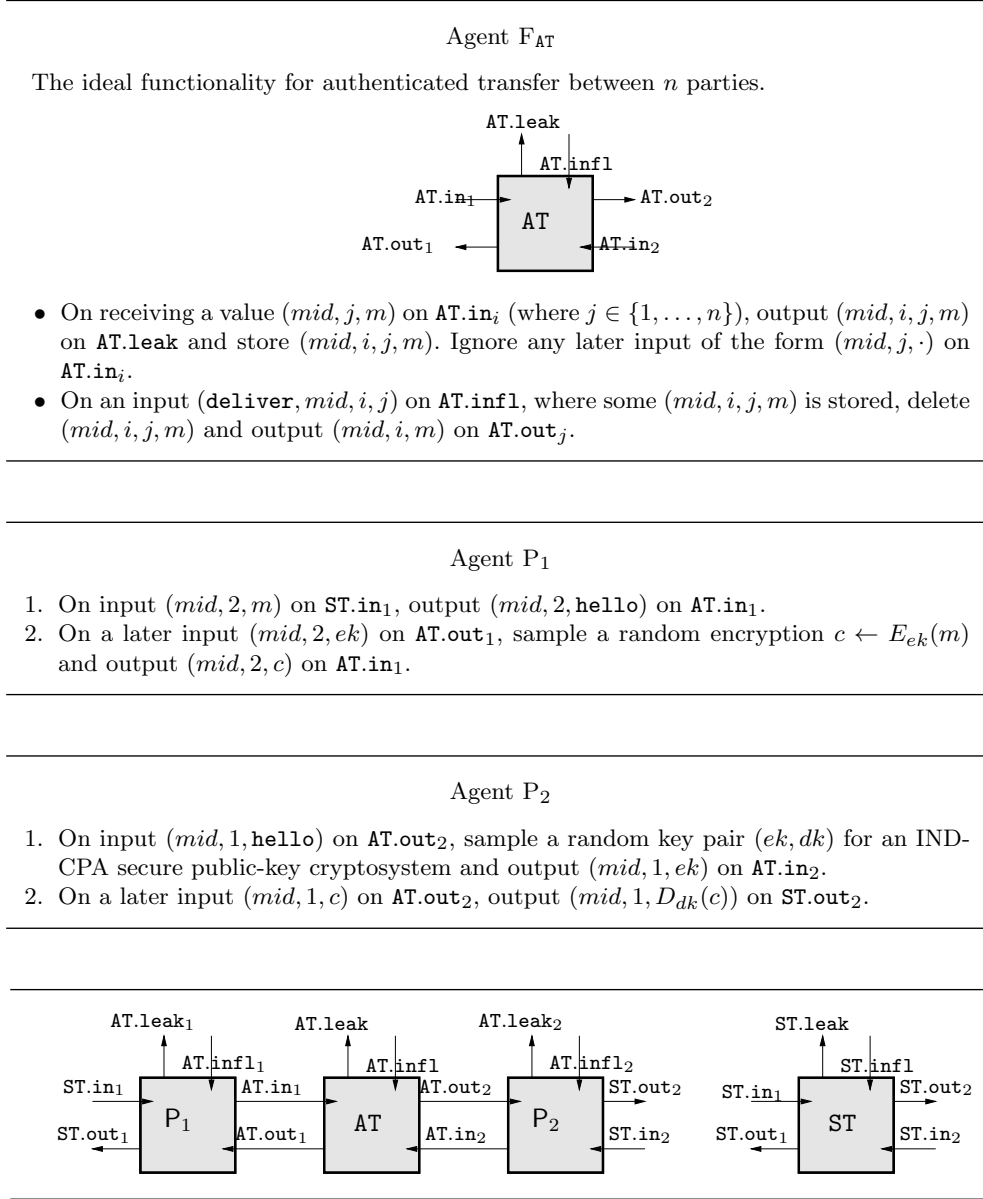 Agent F_AT
The ideal functionality for authenticated transfer between n parties.
AT.leak
AT.infl
AT.in₁
AT.out₂
AT
AT.out₁
AT.in₂
• On receiving a value (mid, j, m) on AT.inᵢ (where j ∈ {1, . . . , n}), output (mid, i, j, m)
on AT.leak and store (mid, i, j, m). Ignore any later input of the form (mid, j, ·) on
AT.inᵢ.
• On an input (deliver, mid, i, j) on AT.infl, where some (mid, i, j, m) is stored, delete
(mid, i, j, m) and output (mid, i, m) on AT.outⱼ.
Agent P₁
1. On input (mid, 2, m) on ST.in₁, output (mid, 2, hello) on AT.in₁.
2. On a later input (mid, 2, ek) on AT.out₁, sample a random encryption c ← E_ek(m)
and output (mid, 2, c) on AT.in₁.
Agent P₂
1. On input (mid, 1, hello) on AT.out₂, sample a random key pair (ek, dk) for an IND-
CPA secure public-key cryptosystem and output (mid, 1, ek) on AT.in₂.
2. On a later input (mid, 1, c) on AT.out₂, output (mid, 1, D_dk(c)) on ST.out₂.
AT.leak₁ AT.leak AT.leak₂ ST.leak
AT.infl₁ AT.infl AT.infl₂ ST.infl
ST.in₁ AT.in₁ AT.out₂ ST.out₂ ST.in₁ ST.out₂
P₁ AT P₂ ST
ST.out₁ AT.out₁ AT.in₂ ST.in₂ ST.out₁ ST.in₂